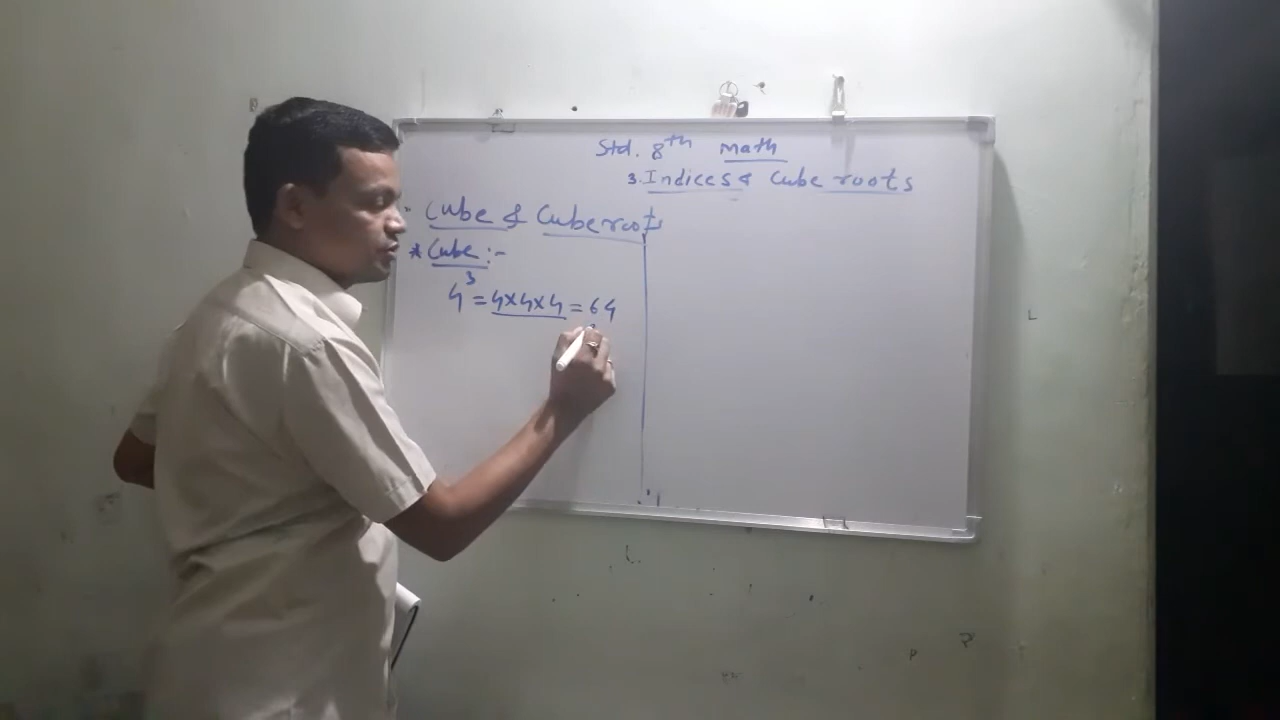 Std. 8th Math
3. Indices & Cube roots
Cube & Cuberoots
* Cube :-
4³ = 4×4×4 = 64